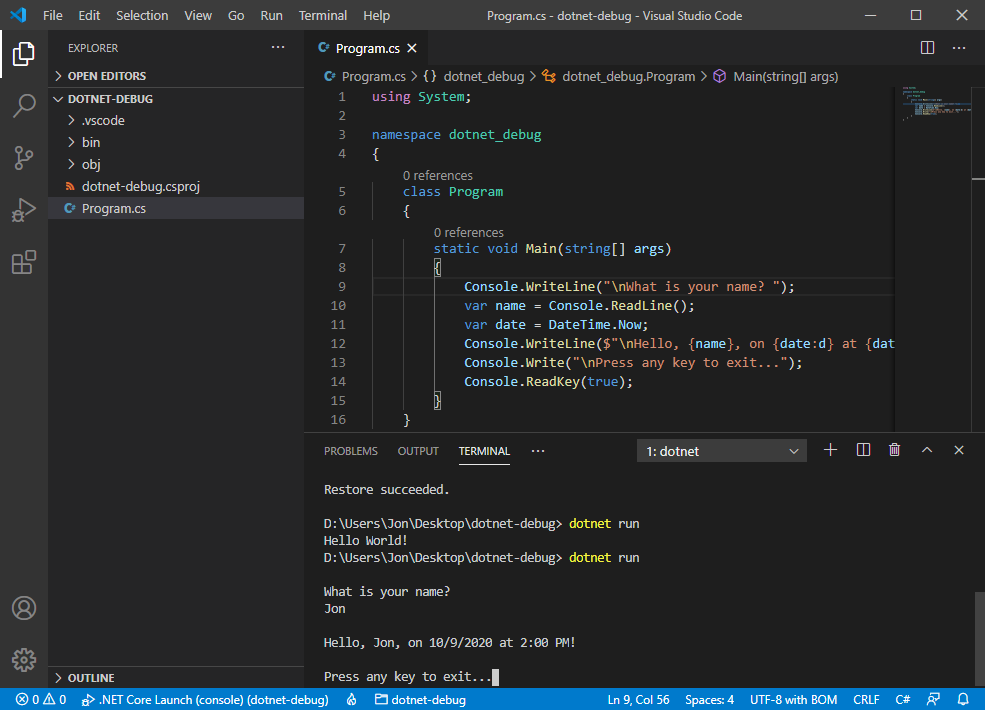 File Edit Selection View Go Run Terminal Help Program.cs - dotnet-debug - Visual Studio Code
EXPLORER
OPEN EDITORS
DOTNET-DEBUG
.vscode
bin
obj
dotnet-debug.csproj
Program.cs
OUTLINE
Program.cs
Program.cs > {} dotnet_debug > dotnet_debug.Program > Main(string[] args)
1 using System;
2
3 namespace dotnet_debug
4 {
0 references
5 class Program
6 {
0 references
7 static void Main(string[] args)
8 {
9 Console.WriteLine("\nWhat is your name? ");
10 var name = Console.ReadLine();
11 var date = DateTime.Now;
12 Console.WriteLine($"\nHello, {name}, on {date:d} at {dat
13 Console.Write("\nPress any key to exit...");
14 Console.ReadKey(true);
15 }
16 }
PROBLEMS OUTPUT TERMINAL ... 1: dotnet
Restore succeeded.
D:\Users\Jon\Desktop\dotnet-debug> dotnet run
Hello World!
D:\Users\Jon\Desktop\dotnet-debug> dotnet run
What is your name?
Jon
Hello, Jon, on 10/9/2020 at 2:00 PM!
Press any key to exit...
0 0 .NET Core Launch (console) (dotnet-debug) dotnet-debug Ln 9, Col 56 Spaces: 4 UTF-8 with BOM CRLF C#